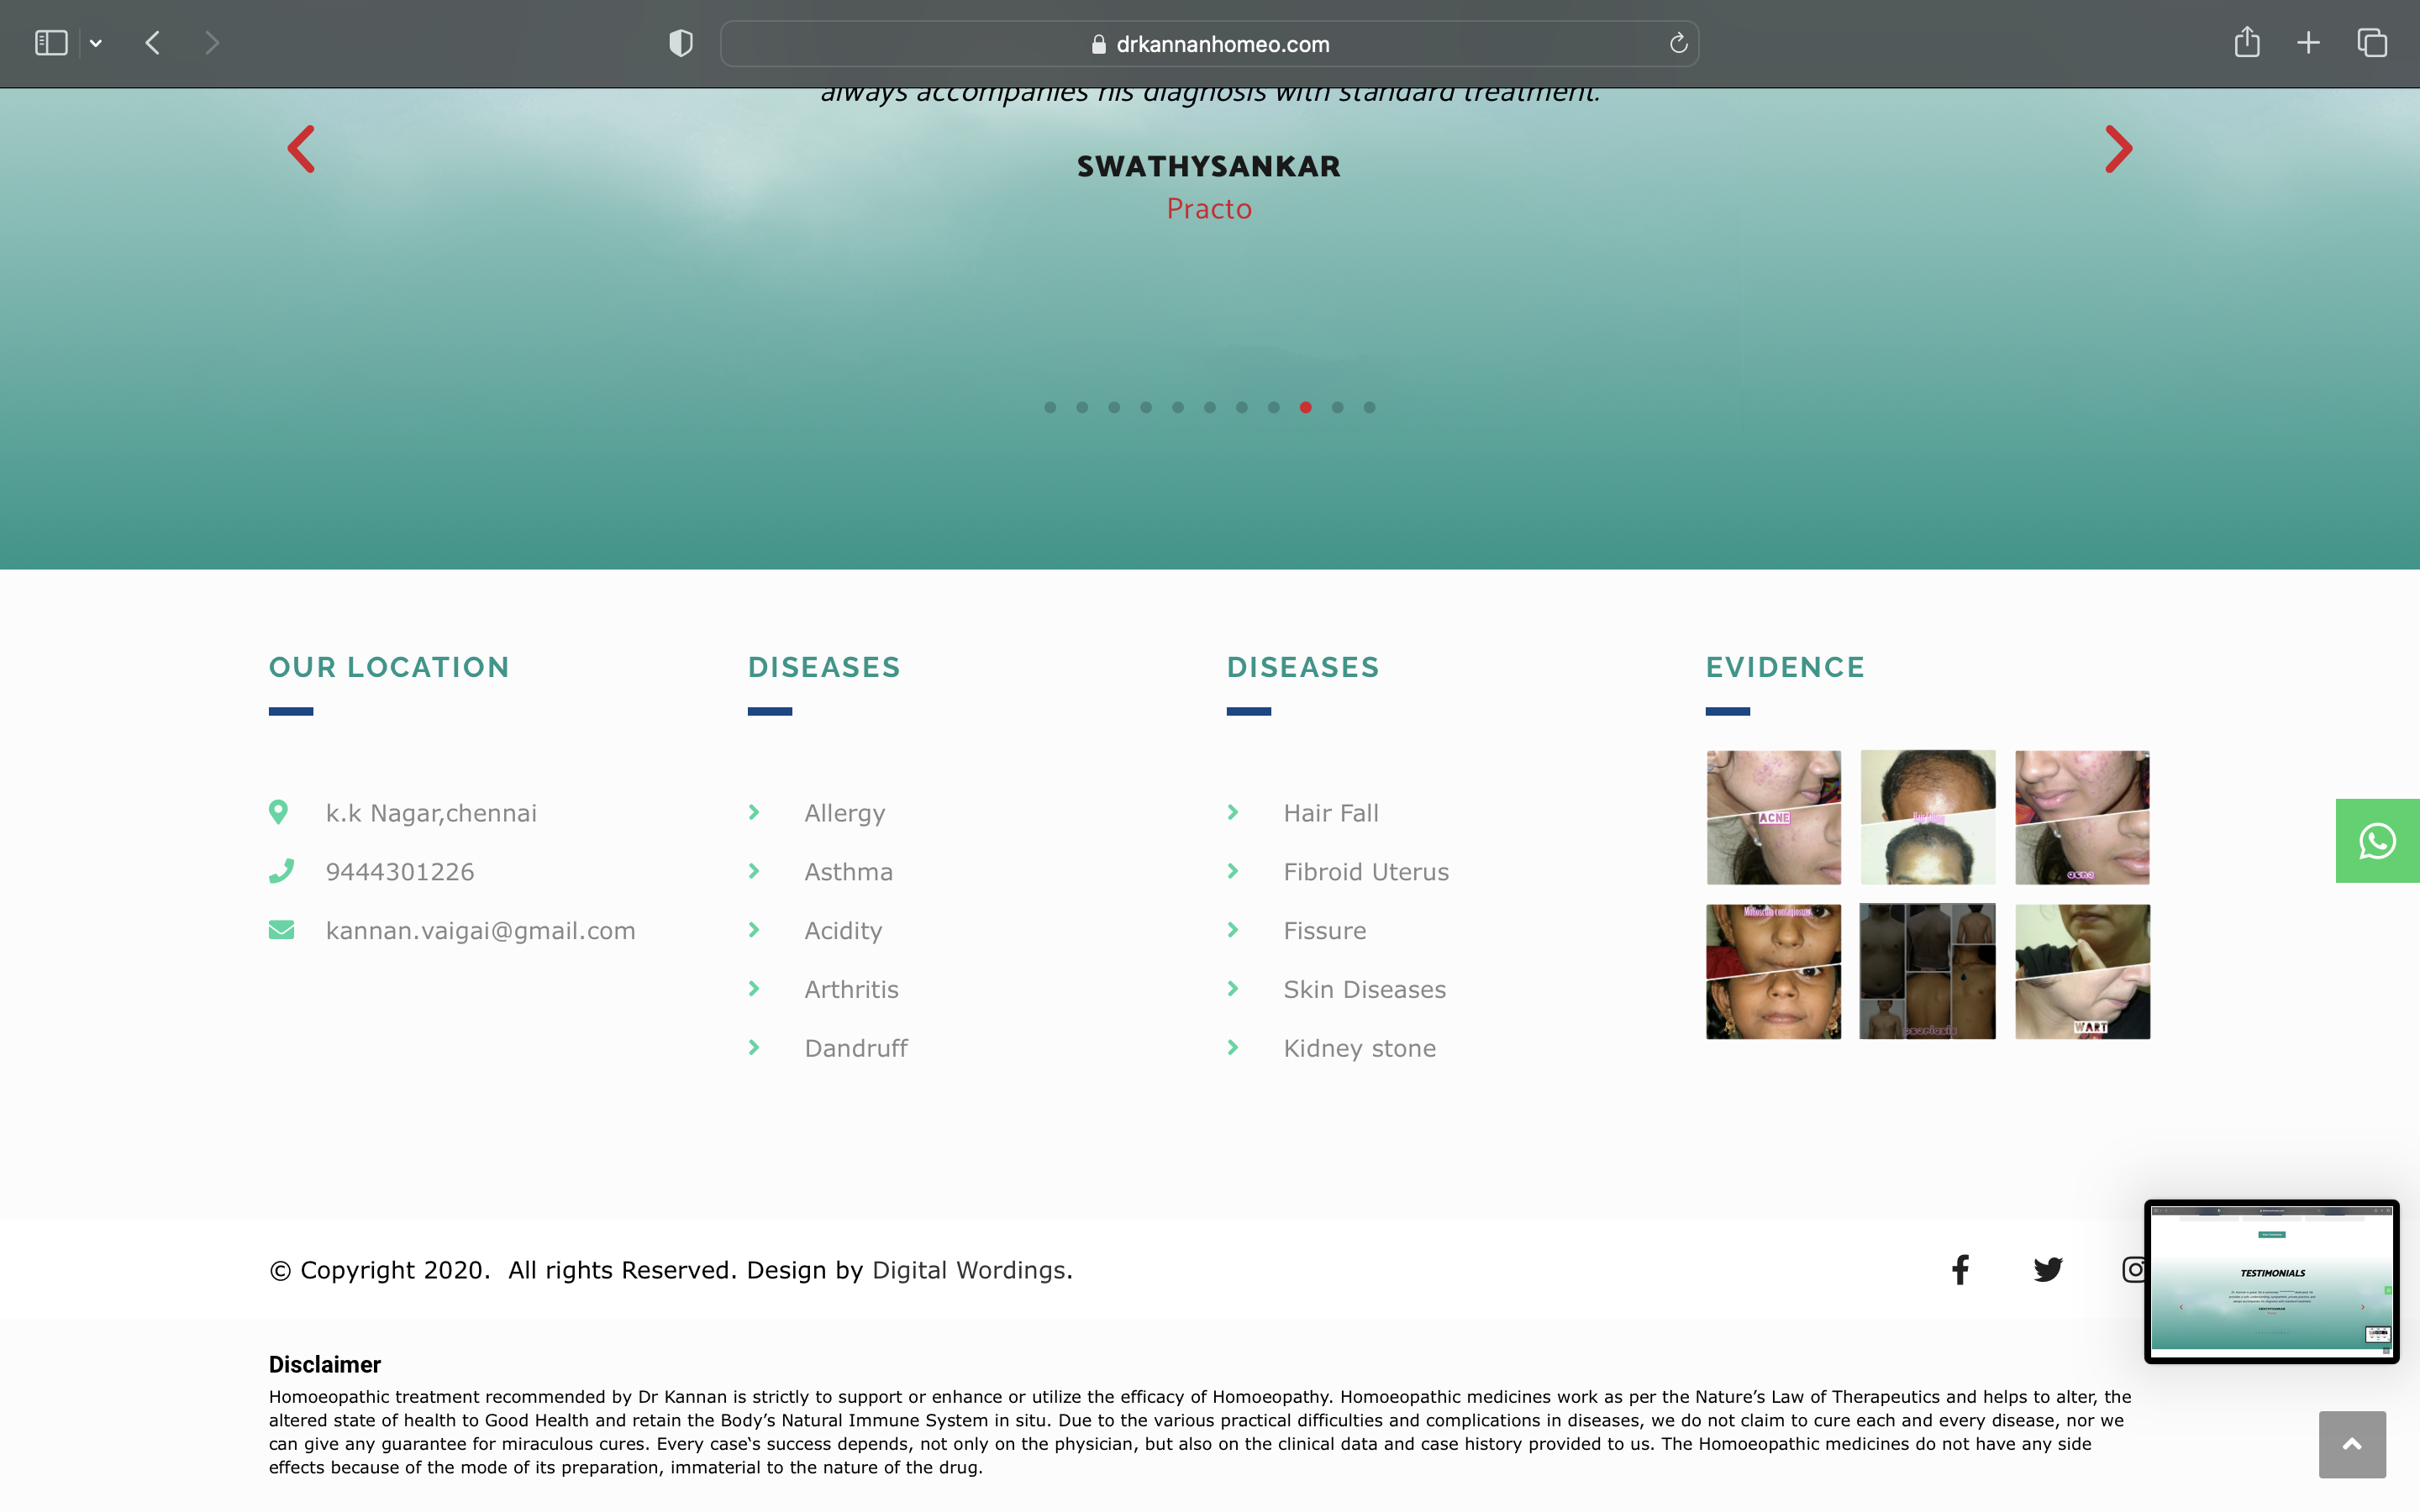 drkannanhomeo.com
always accompanies his diagnosis with standard treatment.
SWATHYSANKAR
Practo
OUR LOCATION
k.k Nagar,chennai
9444301226
kannan.vaigai@gmail.com
DISEASES
Allergy
Asthma
Acidity
Arthritis
Dandruff
DISEASES
Hair Fall
Fibroid Uterus
Fissure
Skin Diseases
Kidney stone
EVIDENCE
ACNE
acne
Molluscum contagiosum
psoriasis
WART
© Copyright 2020.  All rights Reserved. Design by Digital Wordings.
TESTIMONIALS
Disclaimer
Homoeopathic treatment recommended by Dr Kannan is strictly to support or enhance or utilize the efficacy of Homoeopathy. Homoeopathic medicines work as per the Nature’s Law of Therapeutics and helps to alter, the
altered state of health to Good Health and retain the Body’s Natural Immune System in situ. Due to the various practical difficulties and complications in diseases, we do not claim to cure each and every disease, nor we
can give any guarantee for miraculous cures. Every case‘s success depends, not only on the physician, but also on the clinical data and case history provided to us. The Homoeopathic medicines do not have any side
effects because of the mode of its preparation, immaterial to the nature of the drug.